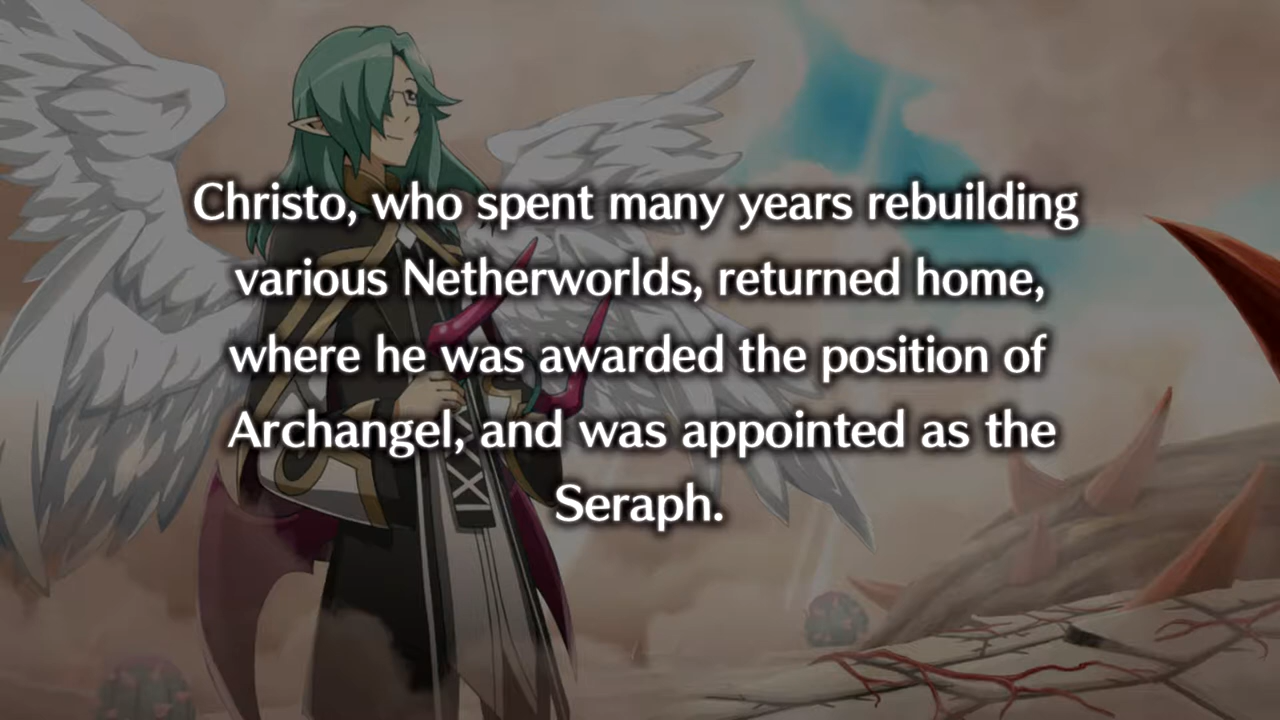 Christo, who spent many years rebuilding
various Netherworlds, returned home,
where he was awarded the position of
Archangel, and was appointed as the
Seraph.